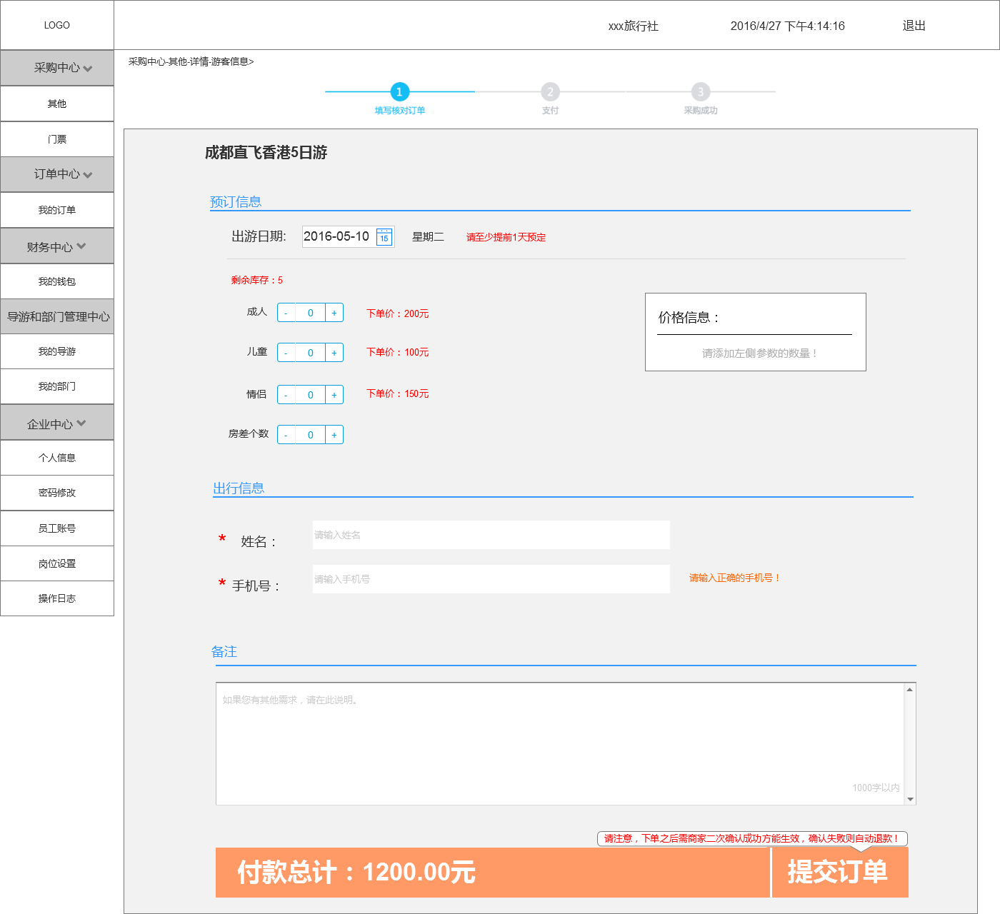 LOGO
xxx旅行社
2016/4/27 下午4:14:16
退出
采购中心
其他
门票
订单中心
我的订单
财务中心
我的钱包
导游和部门管理中心
我的导游
我的部门
企业中心
个人信息
密码修改
员工账号
岗位设置
操作日志
采购中心-其他-详情-游客信息>
1
填写核对订单
2
支付
3
采购成功
成都直飞香港5日游
预订信息
出游日期: 2016-05-10 15 星期二 请至少提前1天预定
剩余库存：5
成人 - 0 + 下单价：200元
儿童 - 0 + 下单价：100元
情侣 - 0 + 下单价：150元
房差个数 - 0 +
价格信息：
请添加左侧参数的数量！
出行信息
* 姓名： 请输入姓名
* 手机号： 请输入手机号 请输入正确的手机号！
备注
如果您有其他需求，请在此说明。
1000字以内
请注意，下单之后需商家二次确认成功方能生效，确认失败则自动退款！
付款总计：1200.00元
提交订单